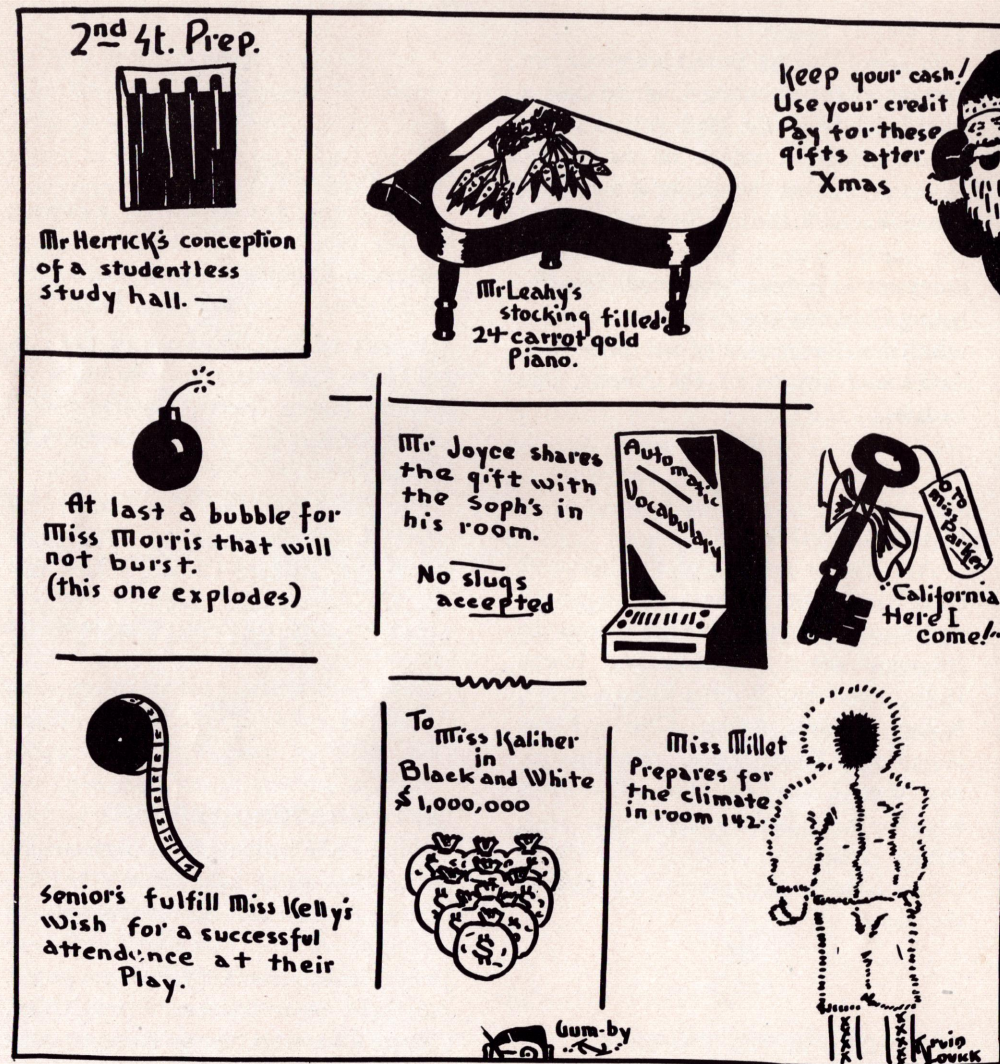 2nd 4t. Prep.
Mr Herrick's conception
of a studentless
study hall. —
Mr Leahy's
stocking filled:
24 carrot gold
Piano.
Keep your cash!
Use your credit
Pay for these
gifts after
Xmas
At last a bubble for
Miss Morris that will
not burst.
(this one explodes)
Mr Joyce shares
the gift with
the Soph's in
his room.
No slugs
accepted
Automatic
Vocabulary
To
Miss Parker
"California
Here I
come!"
Senior's fulfill Miss Kelly's
wish for a successful
attendence at their
Play.
To
Miss Kaliher
in
Black and White
$1,000,000
$
Miss Millet
Prepares for
the climate
in room 142.
Gum-by